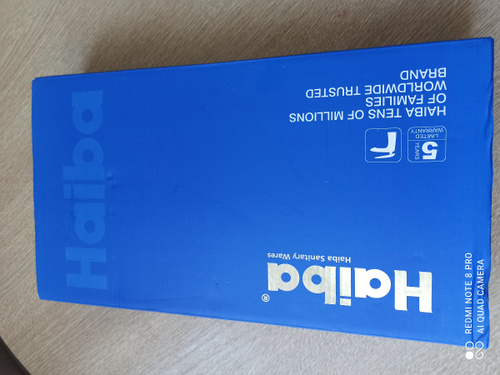 Haiba®
Haiba Sanitary Wares
5
YEARS
LIMITED
WARRANTY
HAIBA TENS OF MILLIONS
OF FAMILIES
WORLDWIDE TRUSTED
BRAND
Haiba
REDMI NOTE 8 PRO
AI QUAD CAMERA